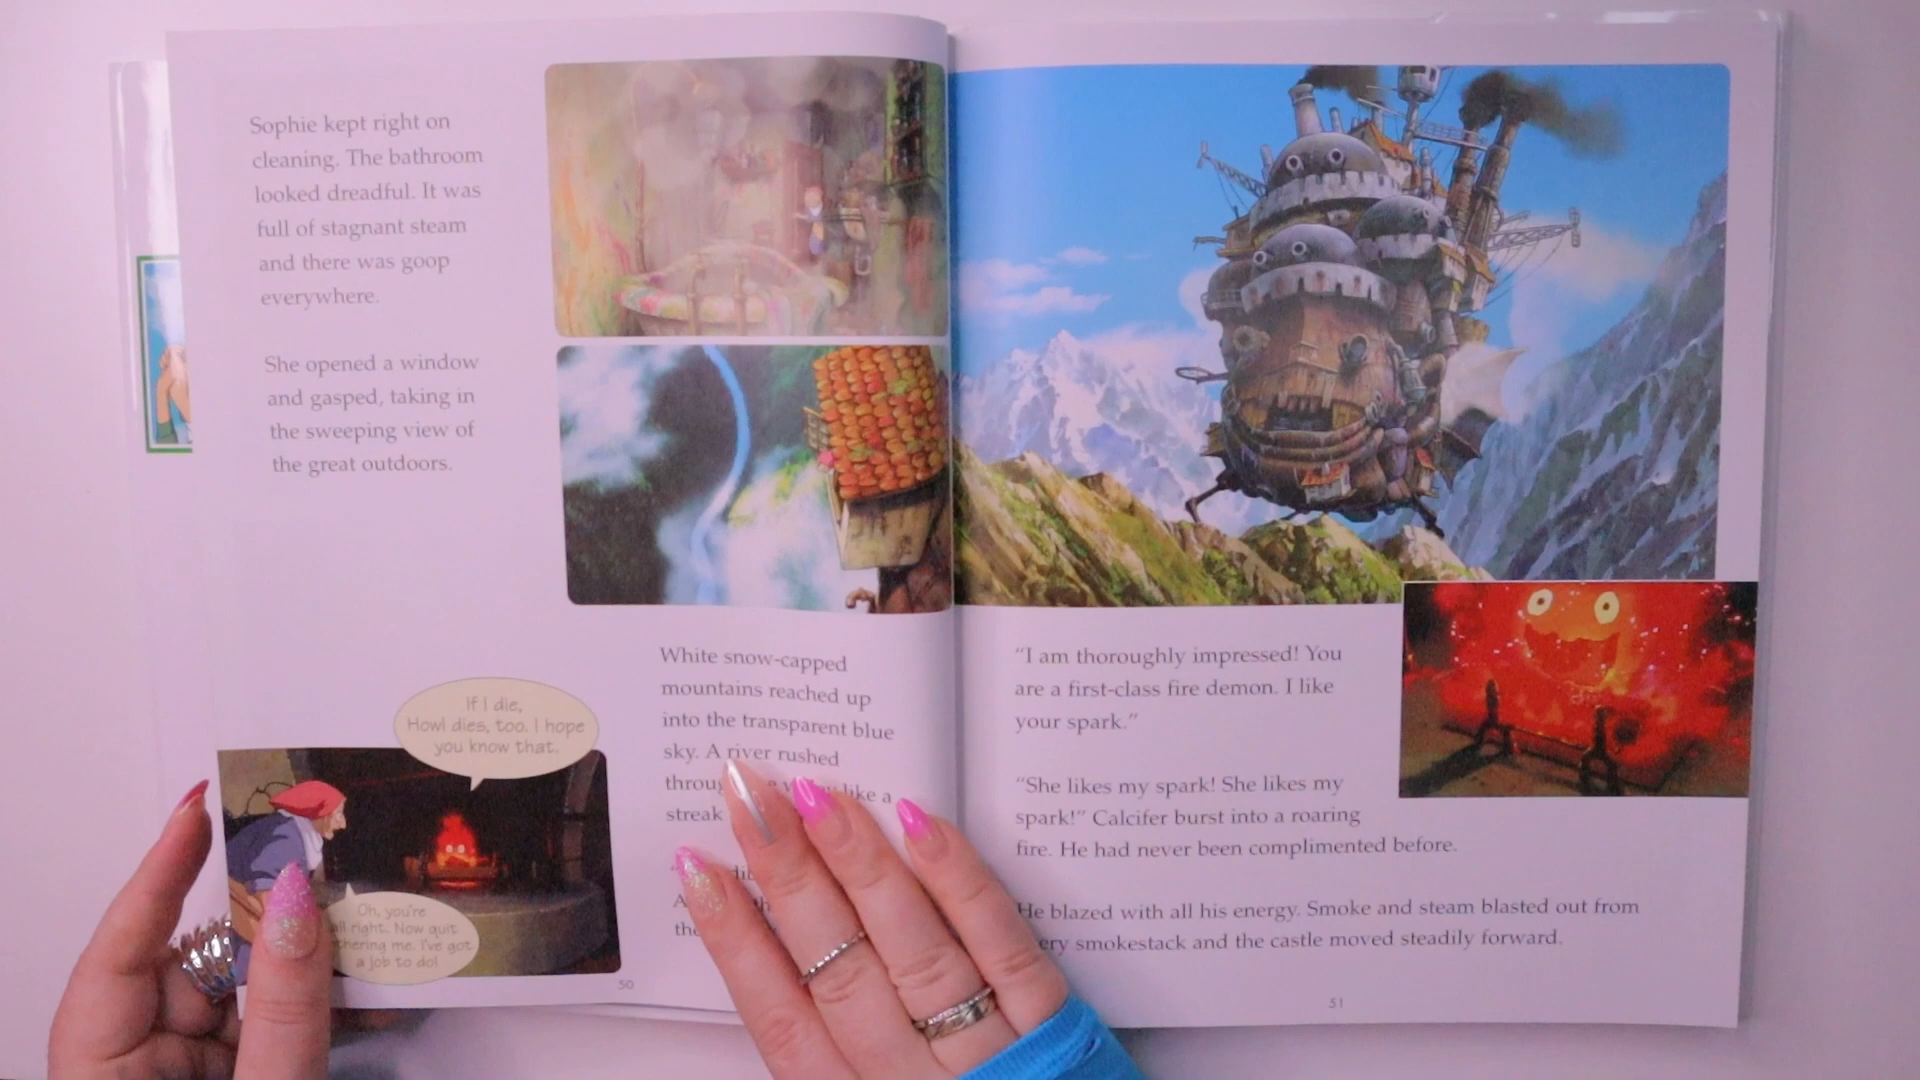 Sophie kept right on
cleaning. The bathroom
looked dreadful. It was
full of stagnant steam
and there was goop
everywhere.
She opened a window
and gasped, taking in
the sweeping view of
the great outdoors.
If I die,
Howl dies, too. I hope
you know that.
Oh, you're
all right. Now quit
I've got
a job to do!
50
White snow-capped
mountains reached up
into the transparent blue
sky. A river rushed
like a
streak
"I am thoroughly impressed! You
are a first-class fire demon. I like
your spark."
"She likes my spark! She likes my
spark!" Calcifer burst into a roaring
fire. He had never been complimented before.
He blazed with all his energy. Smoke and steam blasted out from
smokestack and the castle moved steadily forward.
51